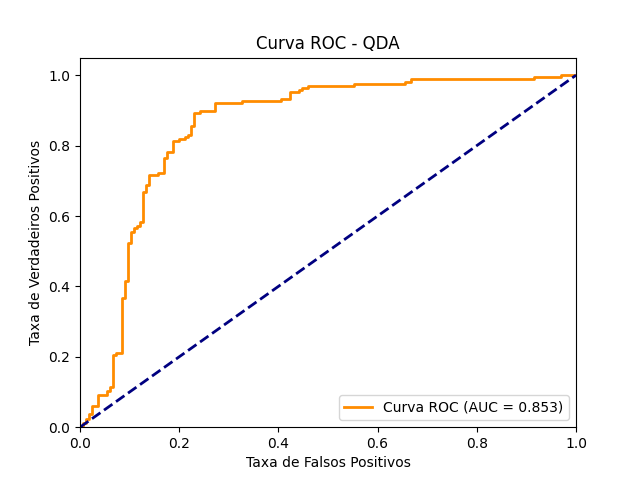 Curva ROC - QDA
1.0
0.8
0.6
0.4
0.2
0.0
Taxa de Verdadeiros Positivos
Curva ROC (AUC = 0.853)
0.0 0.2 0.4 0.6 0.8 1.0
Taxa de Falsos Positivos